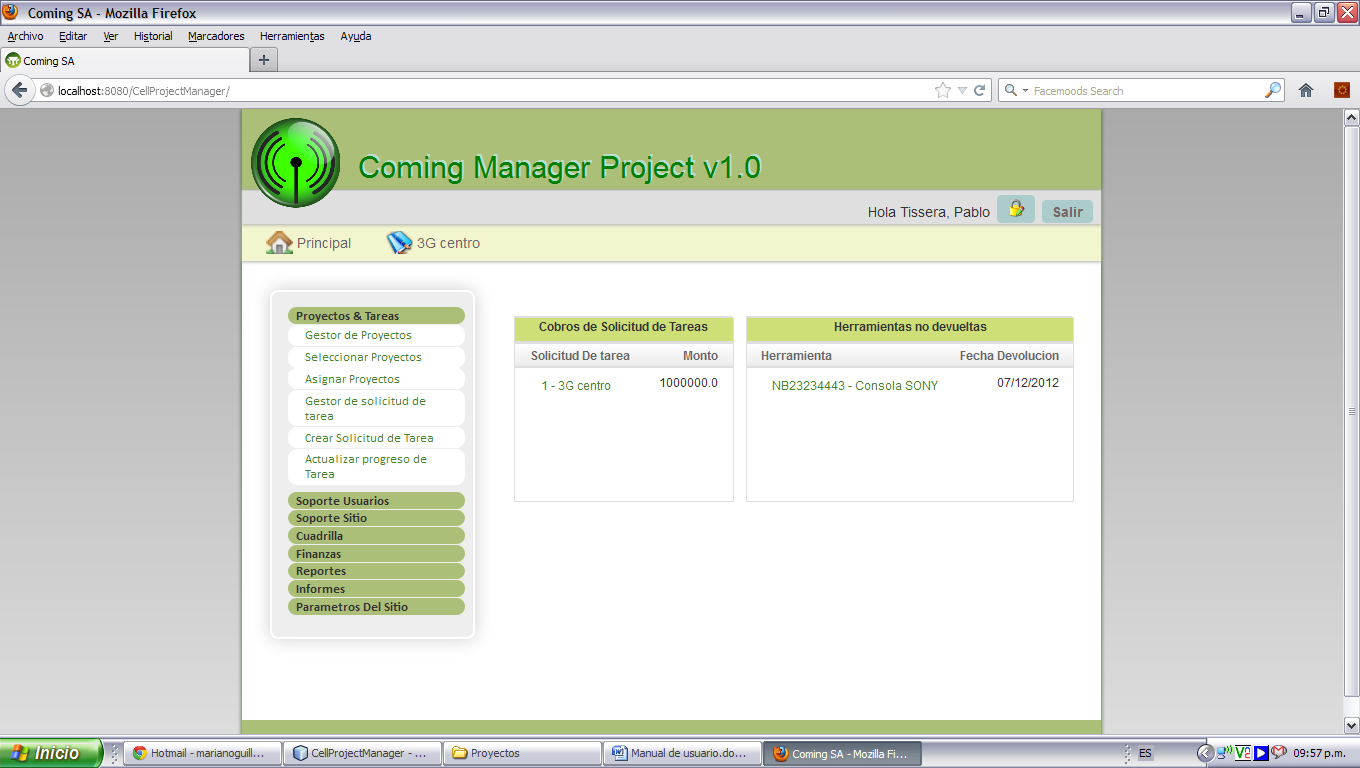 Coming SA - Mozilla Firefox
Archivo Editar Ver Historial Marcadores Herramientas Ayuda
Coming SA
localhost:8080/CellProjectManager/
Facemoods Search
Coming Manager Project v1.0
Hola Tissera, Pablo
Salir
Principal
3G centro
Proyectos & Tareas
Gestor de Proyectos
Seleccionar Proyectos
Asignar Proyectos
Gestor de solicitud de
tarea
Crear Solicitud de Tarea
Actualizar progreso de
Tarea
Soporte Usuarios
Soporte Sitio
Cuadrilla
Finanzas
Reportes
Informes
Parametros Del Sitio
Cobros de Solicitud de Tareas
Solicitud De tarea Monto
1 - 3G centro 1000000.0
Herramientas no devueltas
Herramienta Fecha Devolucion
NB23234443 - Consola SONY 07/12/2012
Inicio
Hotmail - marianoguill...
CellProjectManager - ...
Proyectos
Manual de usuario.do...
Coming SA - Mozilla Fi...
ES
09:57 p.m.